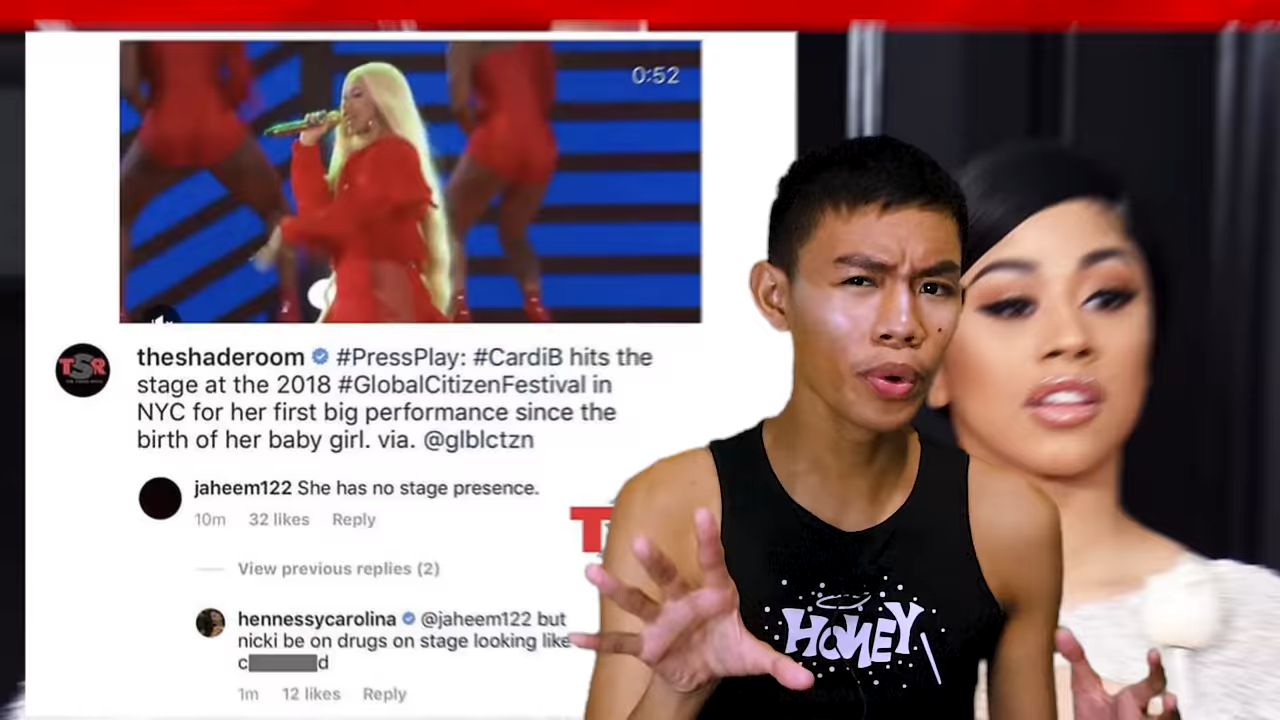 0:52
theshaderoom #PressPlay: #CardiB hits the
stage at the 2018 #GlobalCitizenFestival in
NYC for her first big performance since the
birth of her baby girl. via. @glblctzn
TSR
jaheem122 She has no stage presence.
10m 32 likes Reply
T
View previous replies (2)
hennessycarolina @jaheem122 but
nicki be on drugs on stage looking like
c d
1m 12 likes Reply
HONEY